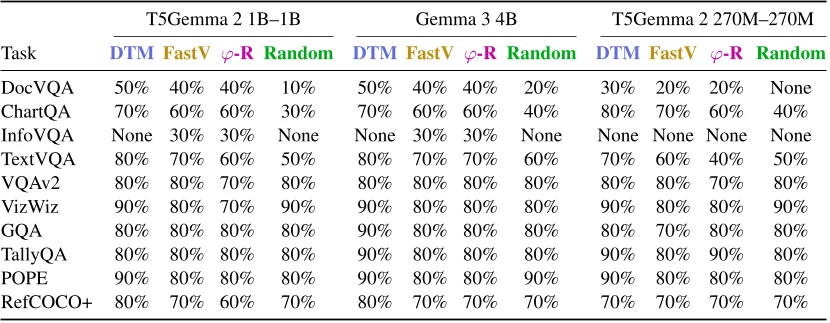 T5Gemma 2 1B–1B Gemma 3 4B T5Gemma 2 270M–270M
Task DTM FastV φ-R Random DTM FastV φ-R Random DTM FastV φ-R Random
DocVQA 50% 40% 40% 10% 50% 40% 40% 20% 30% 20% 20% None
ChartQA 70% 60% 60% 30% 70% 60% 60% 40% 80% 70% 60% 40%
InfoVQA None 30% 30% None None 30% 30% None None None None None
TextVQA 80% 70% 60% 50% 80% 70% 70% 60% 70% 60% 40% 50%
VQAv2 80% 80% 70% 80% 80% 80% 80% 80% 80% 80% 70% 80%
VizWiz 90% 80% 70% 90% 90% 80% 80% 80% 90% 80% 80% 90%
GQA 80% 80% 80% 80% 90% 80% 80% 80% 80% 70% 80% 80%
TallyQA 80% 80% 80% 80% 90% 80% 80% 80% 90% 80% 90% 80%
POPE 90% 80% 80% 80% 90% 80% 80% 90% 90% 80% 80% 80%
RefCOCO+ 80% 70% 60% 70% 80% 70% 70% 70% 70% 70% 70% 70%